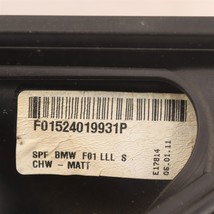 F01524019931P
SPF BMW F01 LLL S
CHW - MATT
E17814
06.01.11